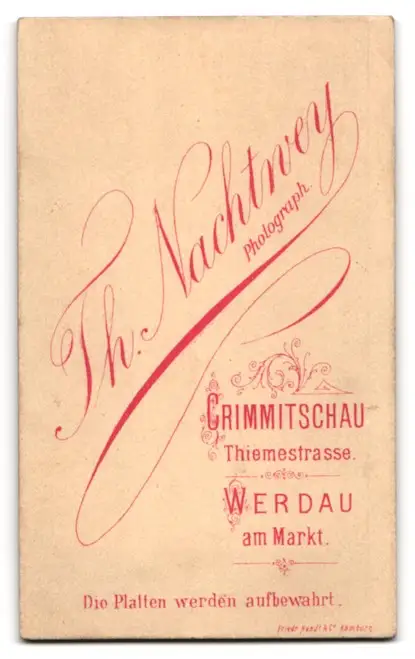 Th. Nachtwey
Photograph.
CRIMMITSCHAU
Thiemestrasse.
WERDAU
am Markt.
Die Platten werden aufbewahrt.